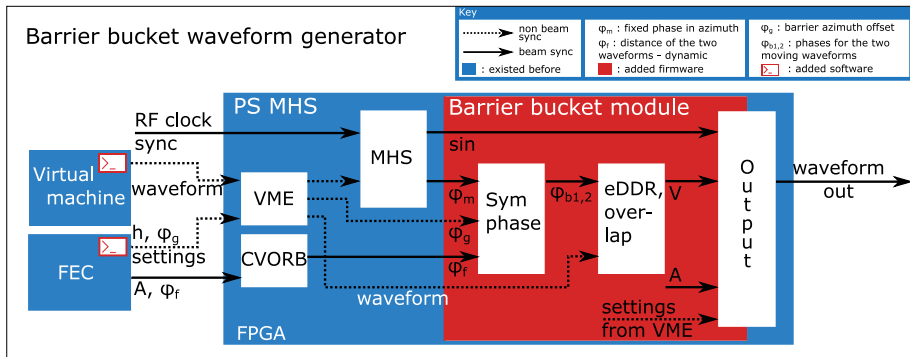 Key
Barrier bucket waveform generator
non beam sync
beam sync
: existed before
φm : fixed phase in azimuth
φf : distance of the two waveforms – dynamic
: added firmware
φg : barrier azimuth offset
φb1,2 : phases for the two moving waveforms
>_ : added software
PS MHS
Barrier bucket module
RF clock
sync
MHS
sin
>_
Virtual
machine
waveform
VME
φm
Sym
phase
φb1,2
eDDR,
over-
lap
V
Output
waveform
out
h, φg
settings
>_
FEC
A, φf
CVORB
φg
φf
waveform
A
settings
from VME
FPGA